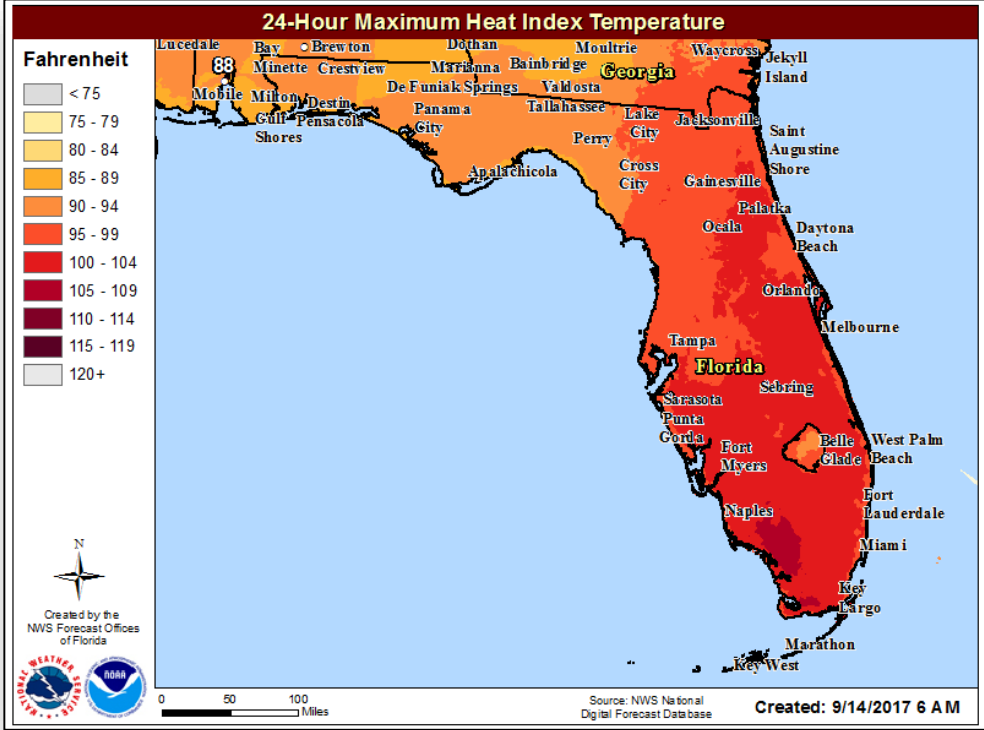 24-Hour Maximum Heat Index Temperature
Fahrenheit
< 75
75 - 79
80 - 84
85 - 89
90 - 94
95 - 99
100 - 104
105 - 109
110 - 114
115 - 119
120+
Lucedale
Bay
Minette
Brewton
Crestview
Dothan
Marianna
Bainbridge
Moultrie
Georgia
Waycross
Jekyll
Island
88
Mobile
Milton
Gulf
Shores
Destin
Pensacola
De Funiak Springs
Panama
City
Valdosta
Tallahassee
Lake
City
Jacksonville
Saint
Augustine
Shore
Perry
Apalachicola
Cross
City
Gainesville
Palatka
Ocala
Daytona
Beach
Orlando
Melbourne
Tampa
Florida
Sebring
Sarasota
Punta
Gorda
Fort
Myers
Belle
Glade
West Palm
Beach
Naples
Fort
Lauderdale
Miami
Key
Largo
Marathon
Key West
N
Created by the
NWS Forecast Offices
of Florida
NATIONAL WEATHER SERVICE
NOAA
0 50 100
Miles
Source: NWS National
Digital Forecast Database
Created: 9/14/2017 6 AM